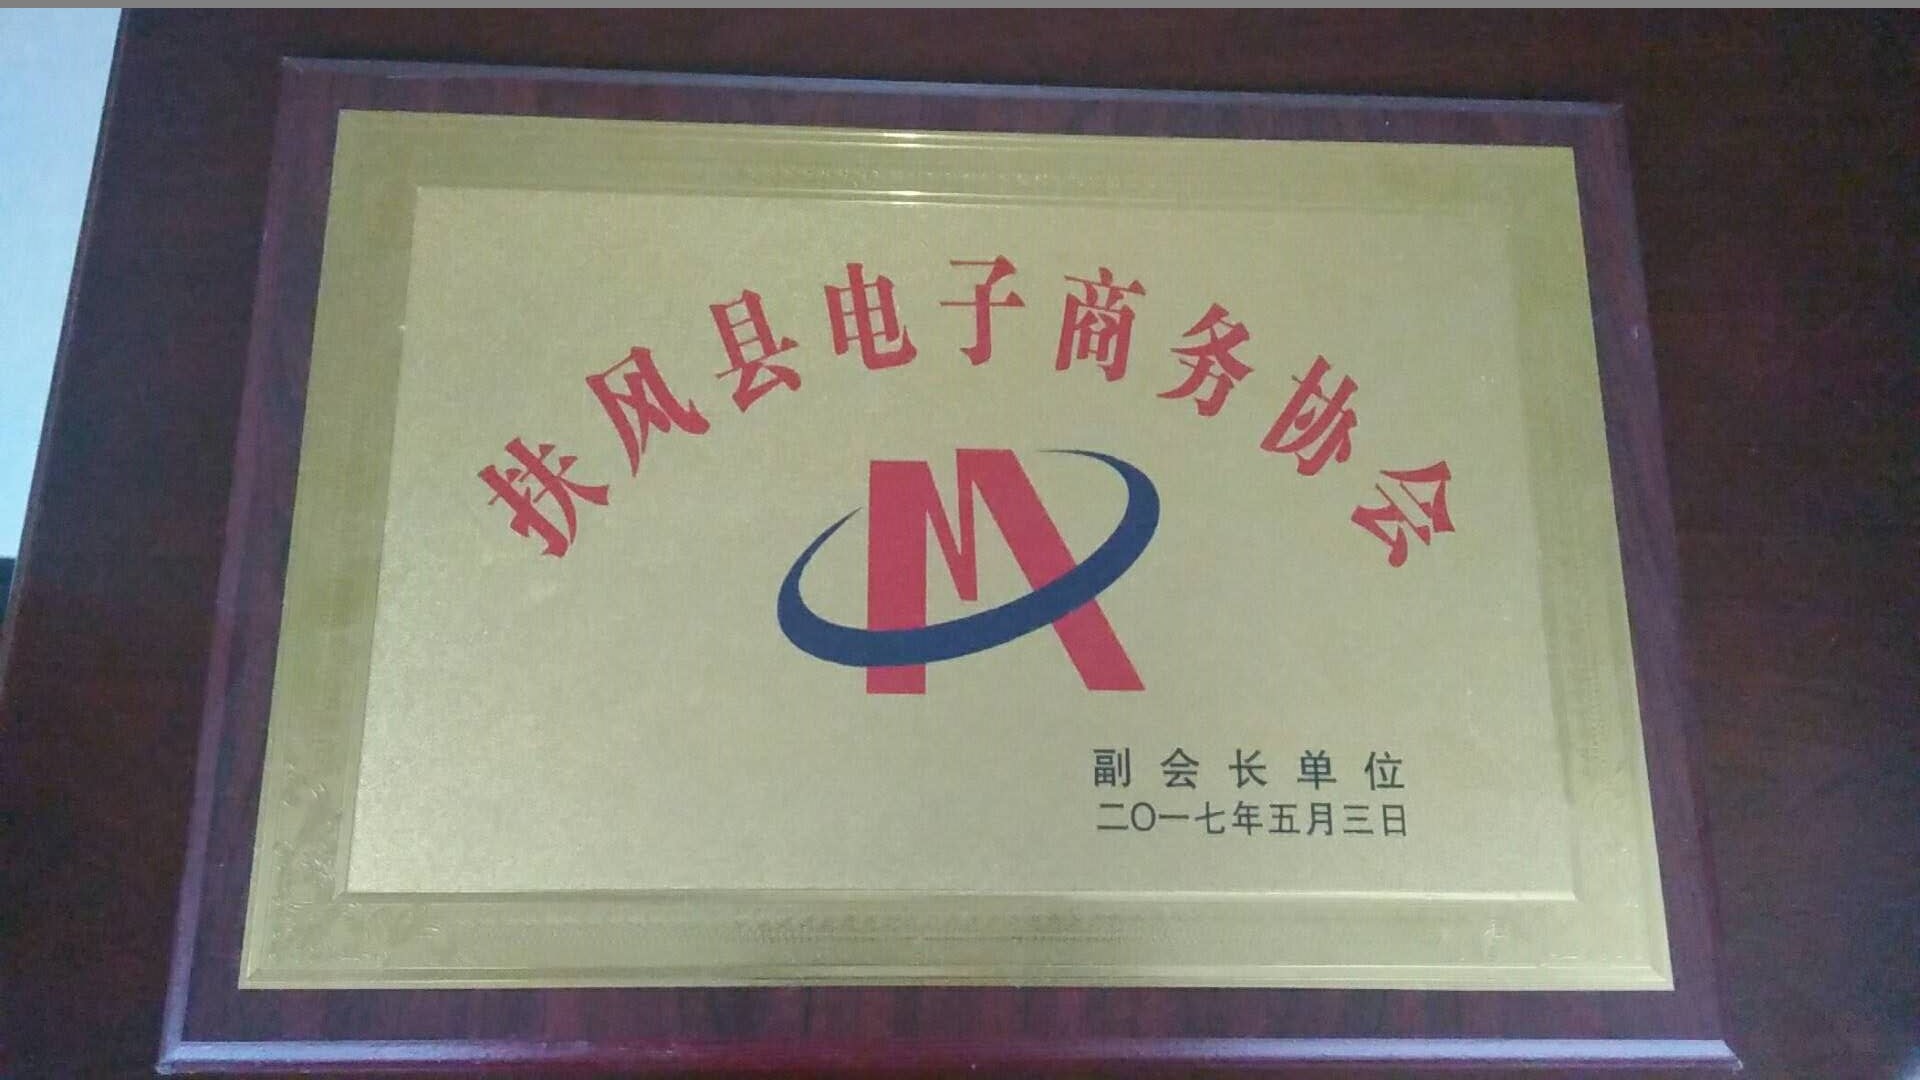 扶风县电子商务协会
M
副会长单位
二〇一七年五月三日